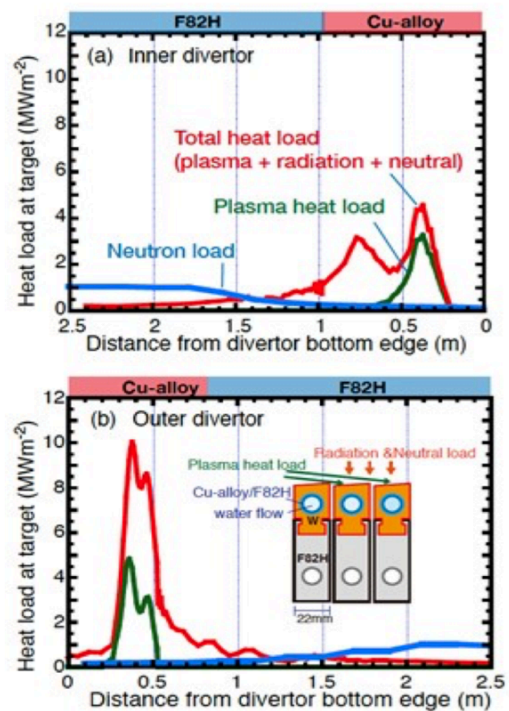 F82H Cu-alloy
12
(a) Inner divertor
10
8
Total heat load
(plasma + radiation + neutral)
6
Plasma heat load
4
Neutron load
2
0
Heat load at target (MWm-2)
2.5 2 1.5 1 0.5 0
Distance from divertor bottom edge (m)
Cu-alloy F82H
12
(b) Outer divertor
10
Radiation &Neutral load
Plasma heat load
8
Cu-alloy/F82H
water flow
W
6
F82H
4
22mm
2
0
Heat load at target (MWm-2)
0 0.5 1 1.5 2 2.5
Distance from divertor bottom edge (m)